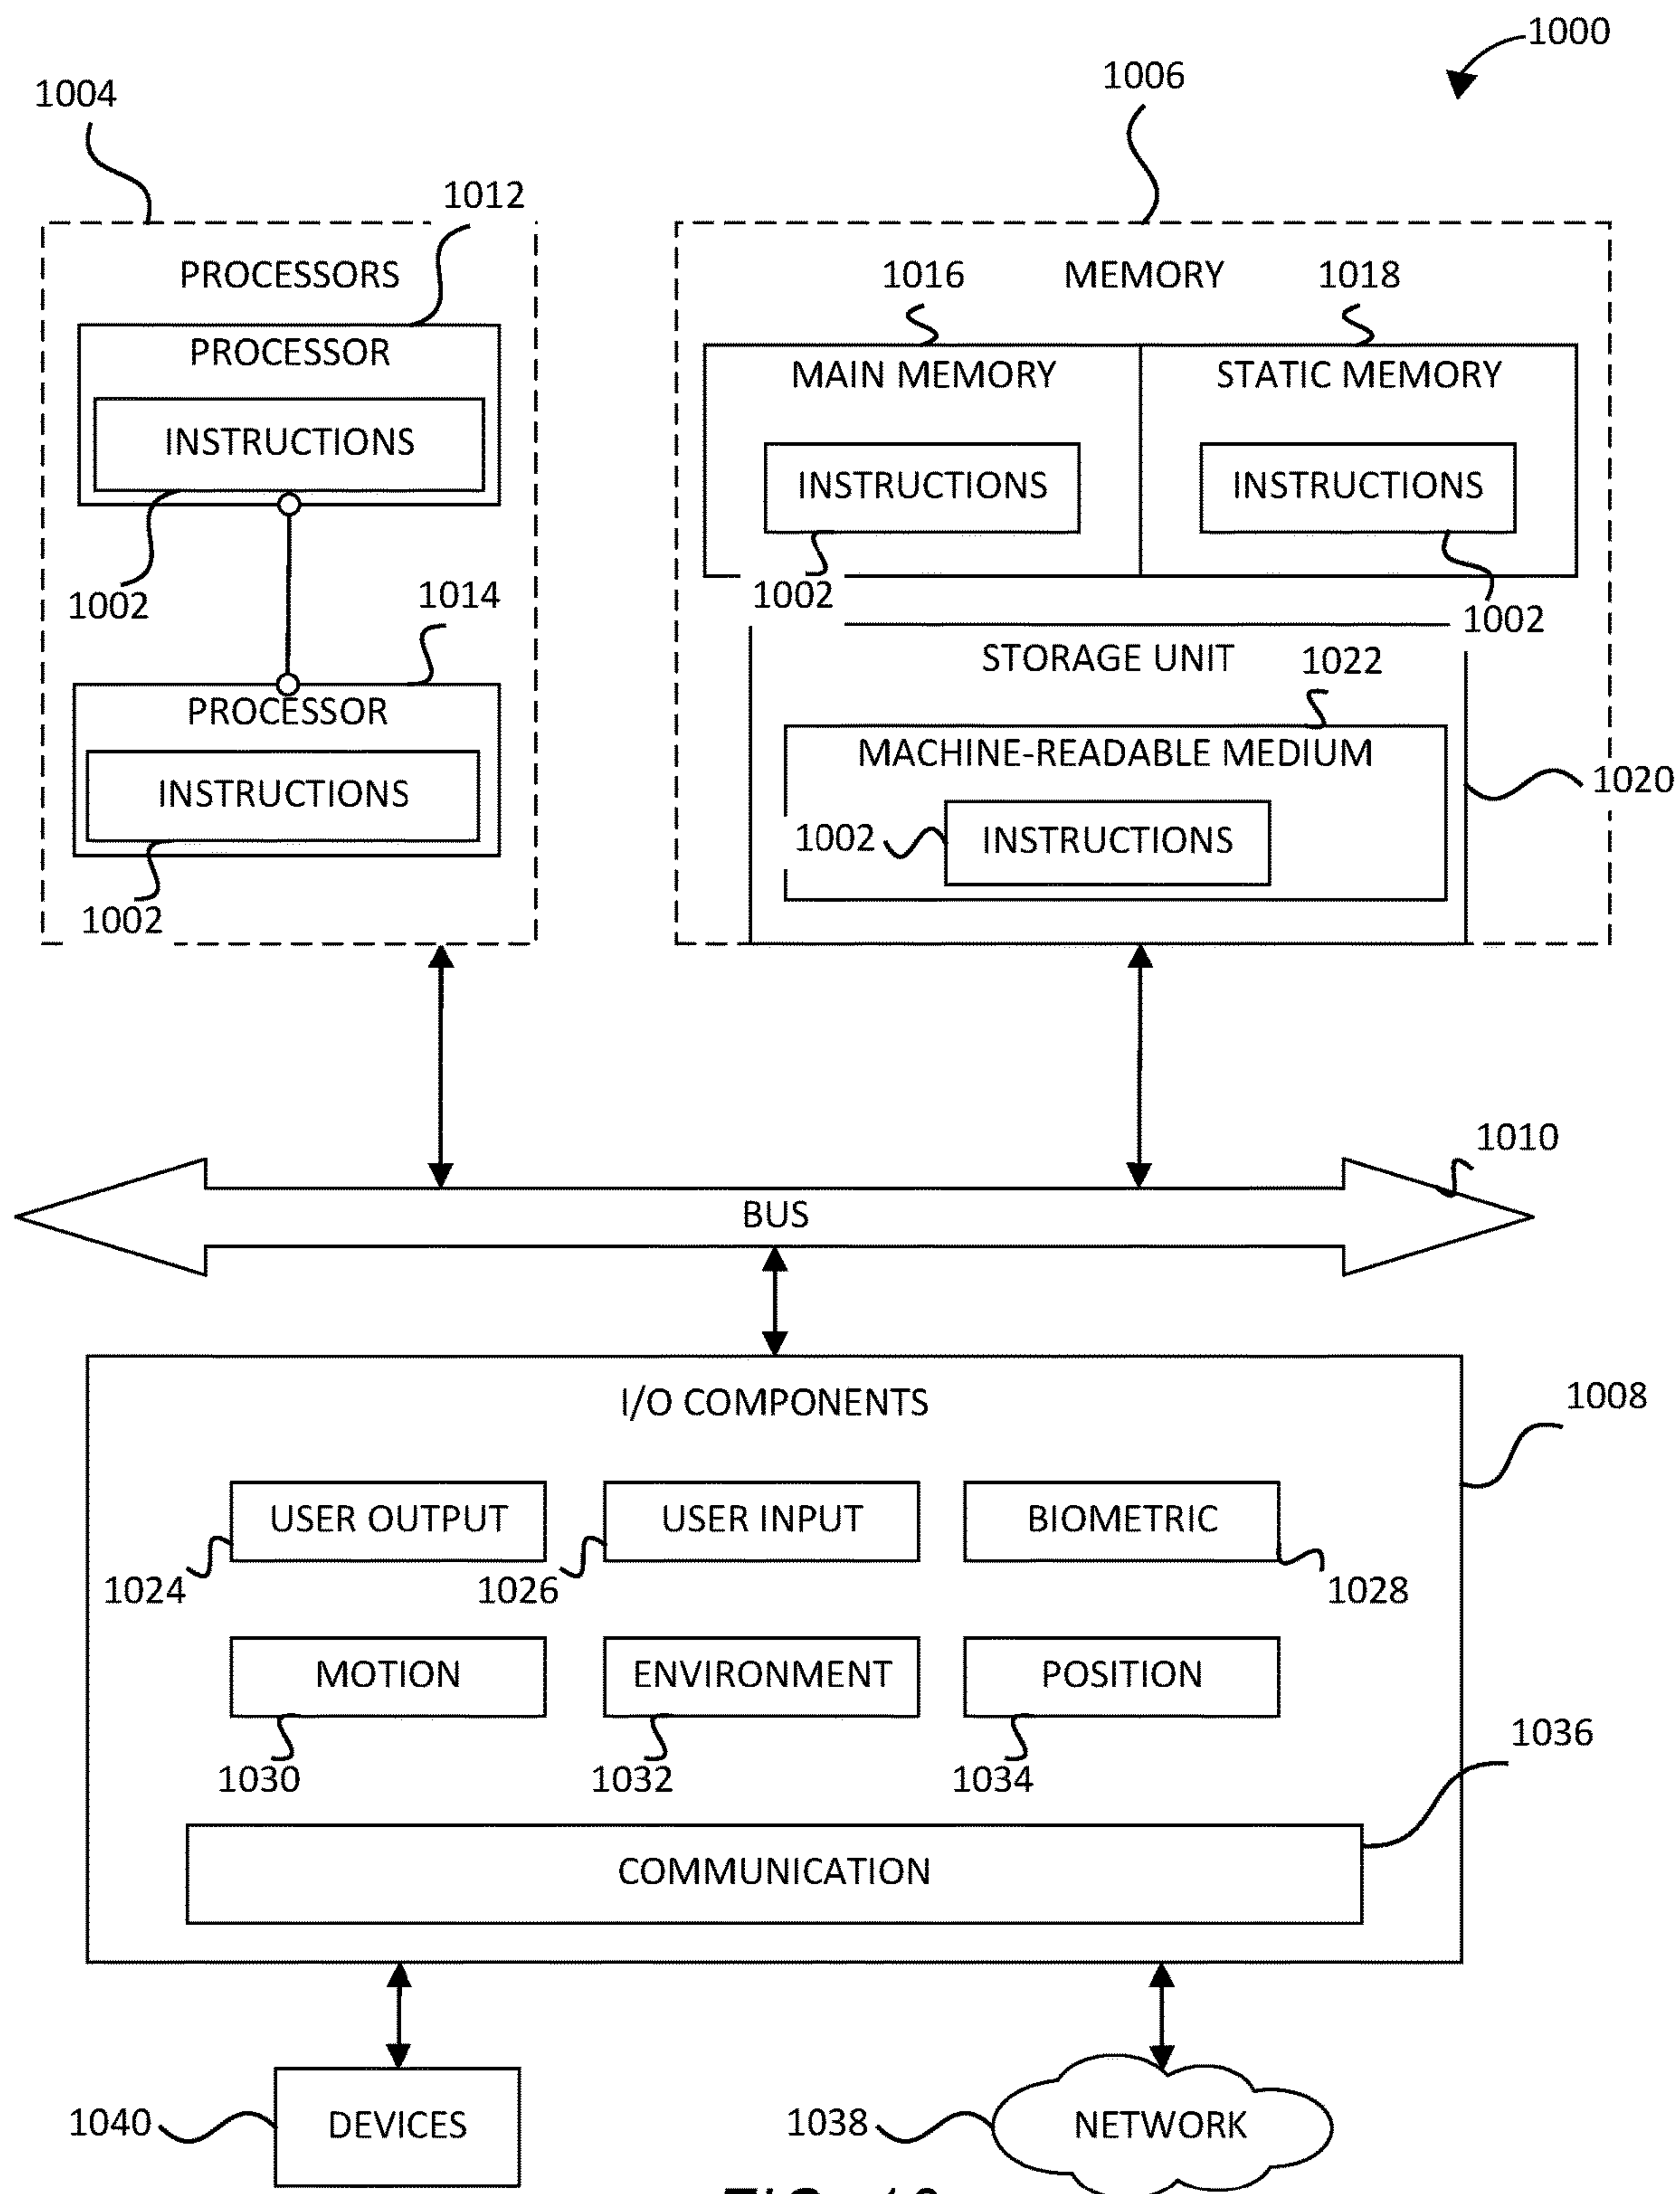 1000
1004
1006
1012
PROCESSORS
1016
MEMORY
1018
PROCESSOR
INSTRUCTIONS
MAIN MEMORY
STATIC MEMORY
INSTRUCTIONS
INSTRUCTIONS
1002
1014
1002
1002
STORAGE UNIT
1022
PROCESSOR
INSTRUCTIONS
MACHINE-READABLE MEDIUM
1020
1002
INSTRUCTIONS
1002
1010
BUS
I/O COMPONENTS
1008
USER OUTPUT
USER INPUT
BIOMETRIC
1024
1026
1028
MOTION
ENVIRONMENT
POSITION
1036
1030
1032
1034
COMMUNICATION
1040
DEVICES
1038
NETWORK